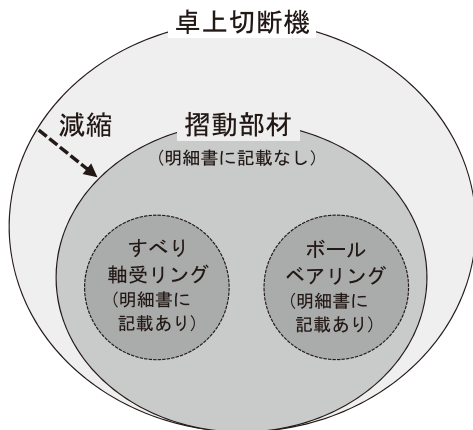 卓上切断機
減縮
摺動部材
（明細書に記載なし）
すべり
軸受リング
（明細書に
記載あり）
ボール
ベアリング
（明細書に
記載あり）